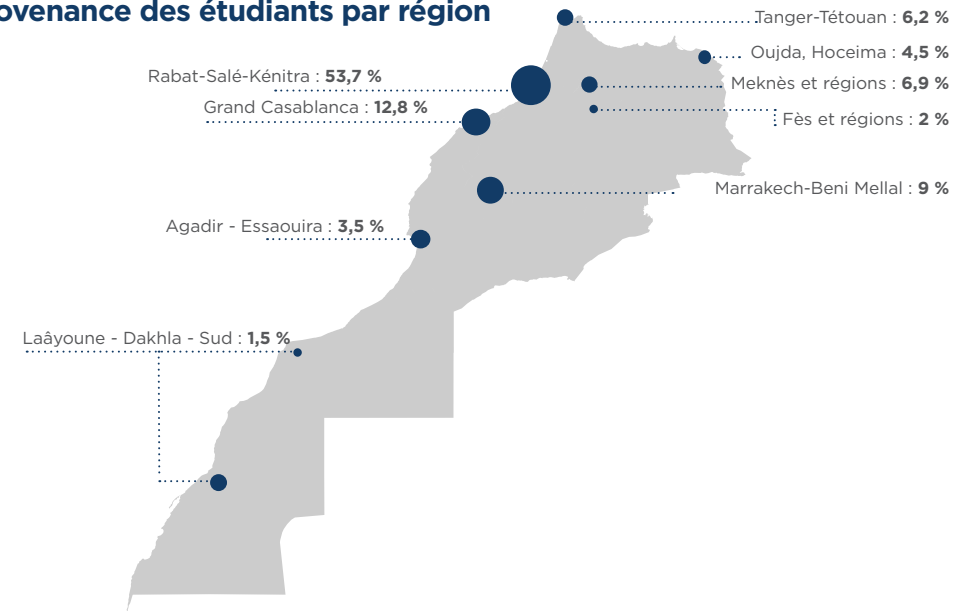 ovenance des étudiants par région
Tanger-Tétouan : 6,2 %
Oujda, Hoceima : 4,5 %
Rabat-Salé-Kénitra : 53,7 %
Meknès et régions : 6,9 %
Grand Casablanca : 12,8 %
Fès et régions : 2 %
Marrakech-Beni Mellal : 9 %
Agadir - Essaouira : 3,5 %
Laâyoune - Dakhla - Sud : 1,5 %